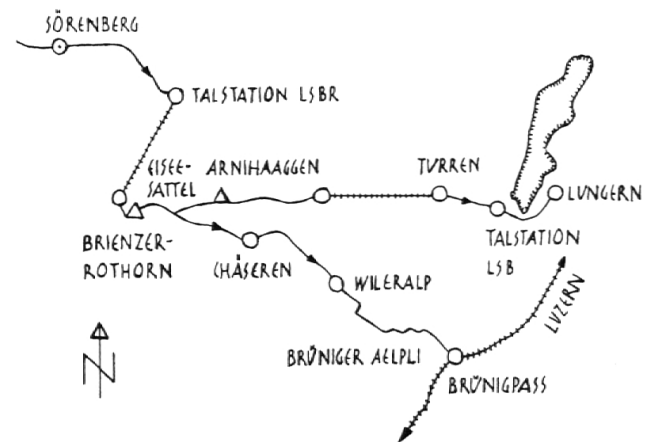 SÖRENBERG
TALSTATION LSBR
EISEE-
SATTEL
ARNIHAAGGEN
TURREN
LUNGERN
TALSTATION
LSB
BRIENZER-
ROTHORN
CHÄSEREN
WILERALP
LUZERN
BRÜNIGER AELPLI
BRÜNIGPASS
N